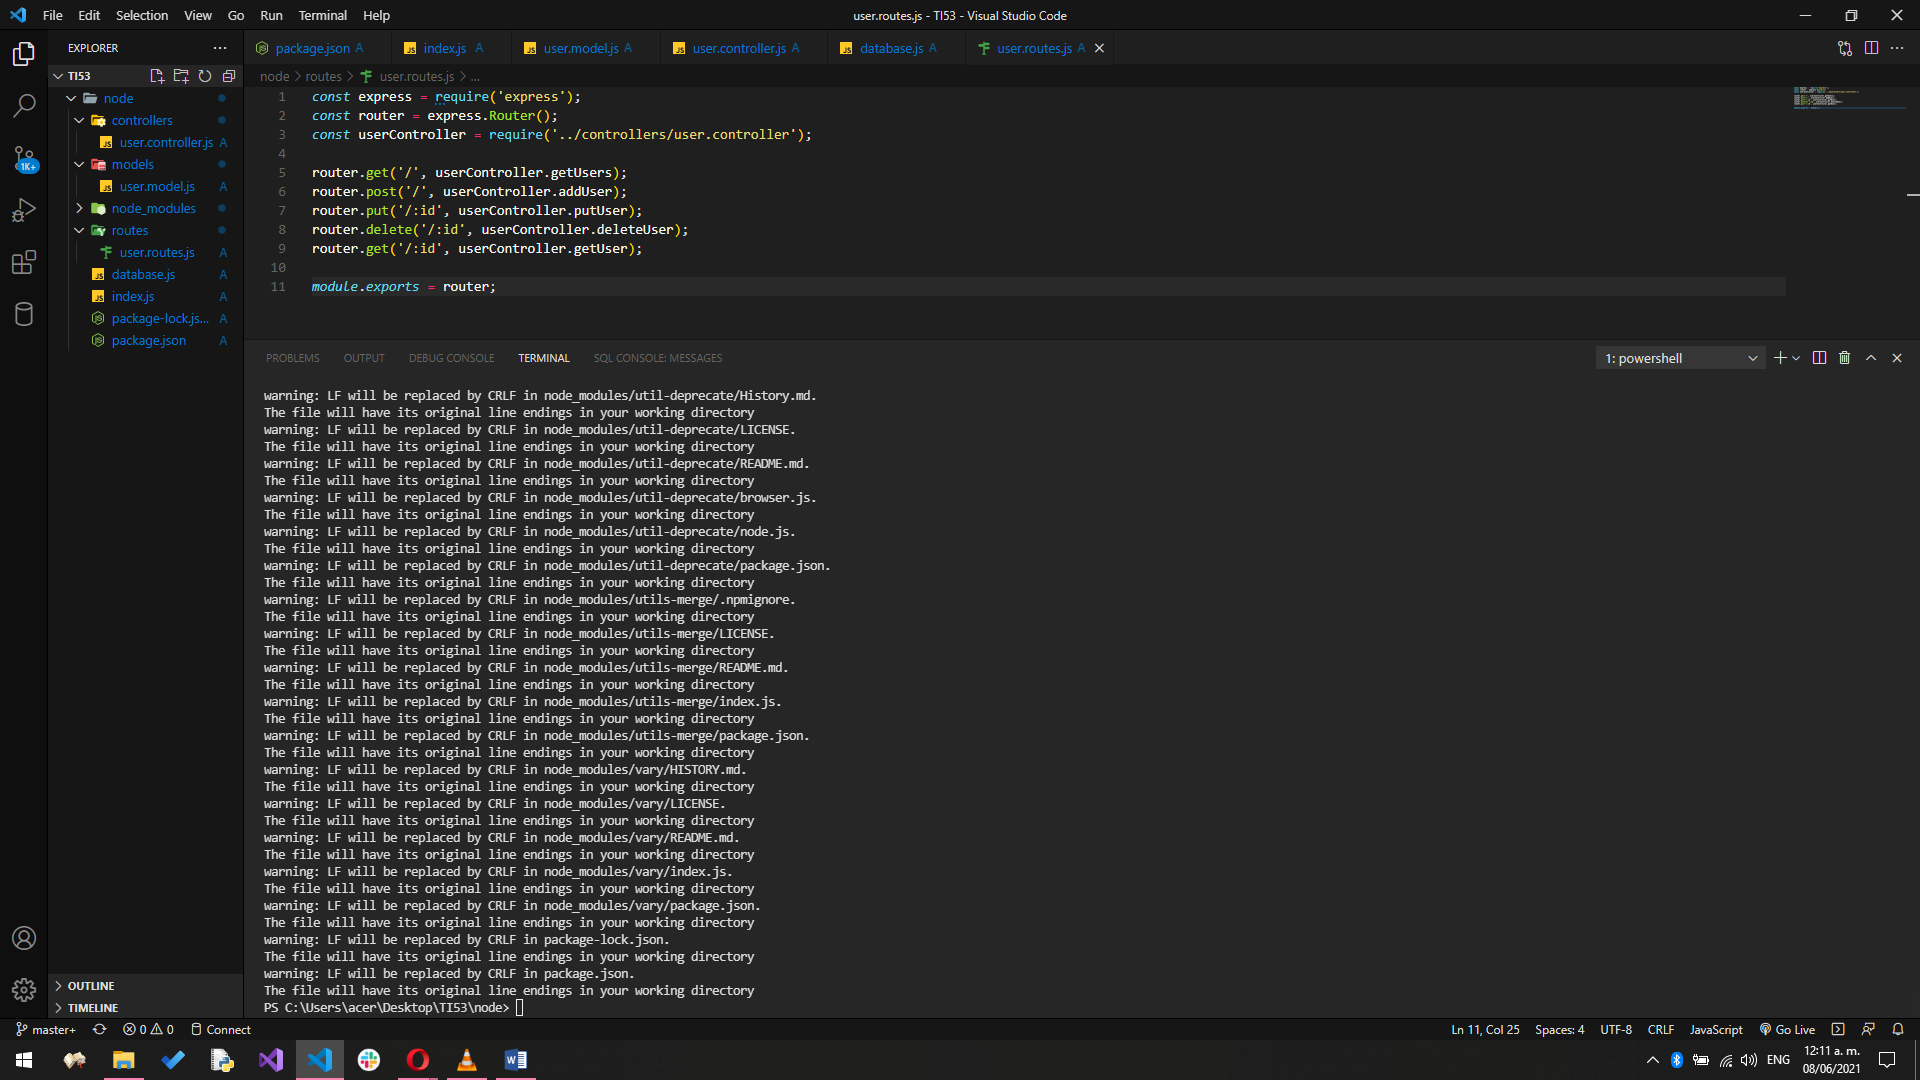 File Edit Selection View Go Run Terminal Help
user.routes.js - TI53 - Visual Studio Code
EXPLORER
TI53
node
controllers
user.controller.js A
models
user.model.js A
node_modules
routes
user.routes.js A
database.js A
index.js A
package-lock.js... A
package.json A
OUTLINE
TIMELINE
1K+
package.json A index.js A user.model.js A user.controller.js A database.js A user.routes.js A
node > routes > user.routes.js > ...
1 const express = require('express');
2 const router = express.Router();
3 const userController = require('../controllers/user.controller');
4
5 router.get('/', userController.getUsers);
6 router.post('/', userController.addUser);
7 router.put('/:id', userController.putUser);
8 router.delete('/:id', userController.deleteUser);
9 router.get('/:id', userController.getUser);
10
11 module.exports = router;
PROBLEMS OUTPUT DEBUG CONSOLE TERMINAL SQL CONSOLE: MESSAGES
1: powershell
warning: LF will be replaced by CRLF in node_modules/util-deprecate/History.md.
The file will have its original line endings in your working directory
warning: LF will be replaced by CRLF in node_modules/util-deprecate/LICENSE.
The file will have its original line endings in your working directory
warning: LF will be replaced by CRLF in node_modules/util-deprecate/README.md.
The file will have its original line endings in your working directory
warning: LF will be replaced by CRLF in node_modules/util-deprecate/browser.js.
The file will have its original line endings in your working directory
warning: LF will be replaced by CRLF in node_modules/util-deprecate/node.js.
The file will have its original line endings in your working directory
warning: LF will be replaced by CRLF in node_modules/util-deprecate/package.json.
The file will have its original line endings in your working directory
warning: LF will be replaced by CRLF in node_modules/utils-merge/.npmignore.
The file will have its original line endings in your working directory
warning: LF will be replaced by CRLF in node_modules/utils-merge/LICENSE.
The file will have its original line endings in your working directory
warning: LF will be replaced by CRLF in node_modules/utils-merge/README.md.
The file will have its original line endings in your working directory
warning: LF will be replaced by CRLF in node_modules/utils-merge/index.js.
The file will have its original line endings in your working directory
warning: LF will be replaced by CRLF in node_modules/utils-merge/package.json.
The file will have its original line endings in your working directory
warning: LF will be replaced by CRLF in node_modules/vary/HISTORY.md.
The file will have its original line endings in your working directory
warning: LF will be replaced by CRLF in node_modules/vary/LICENSE.
The file will have its original line endings in your working directory
warning: LF will be replaced by CRLF in node_modules/vary/README.md.
The file will have its original line endings in your working directory
warning: LF will be replaced by CRLF in node_modules/vary/index.js.
The file will have its original line endings in your working directory
warning: LF will be replaced by CRLF in node_modules/vary/package.json.
The file will have its original line endings in your working directory
warning: LF will be replaced by CRLF in package-lock.json.
The file will have its original line endings in your working directory
warning: LF will be replaced by CRLF in package.json.
The file will have its original line endings in your working directory
PS C:\Users\acer\Desktop\TI53\node>
master+ 0 0 Connect
Ln 11, Col 25 Spaces: 4 UTF-8 CRLF JavaScript Go Live
ENG
12:11 a. m.
08/06/2021